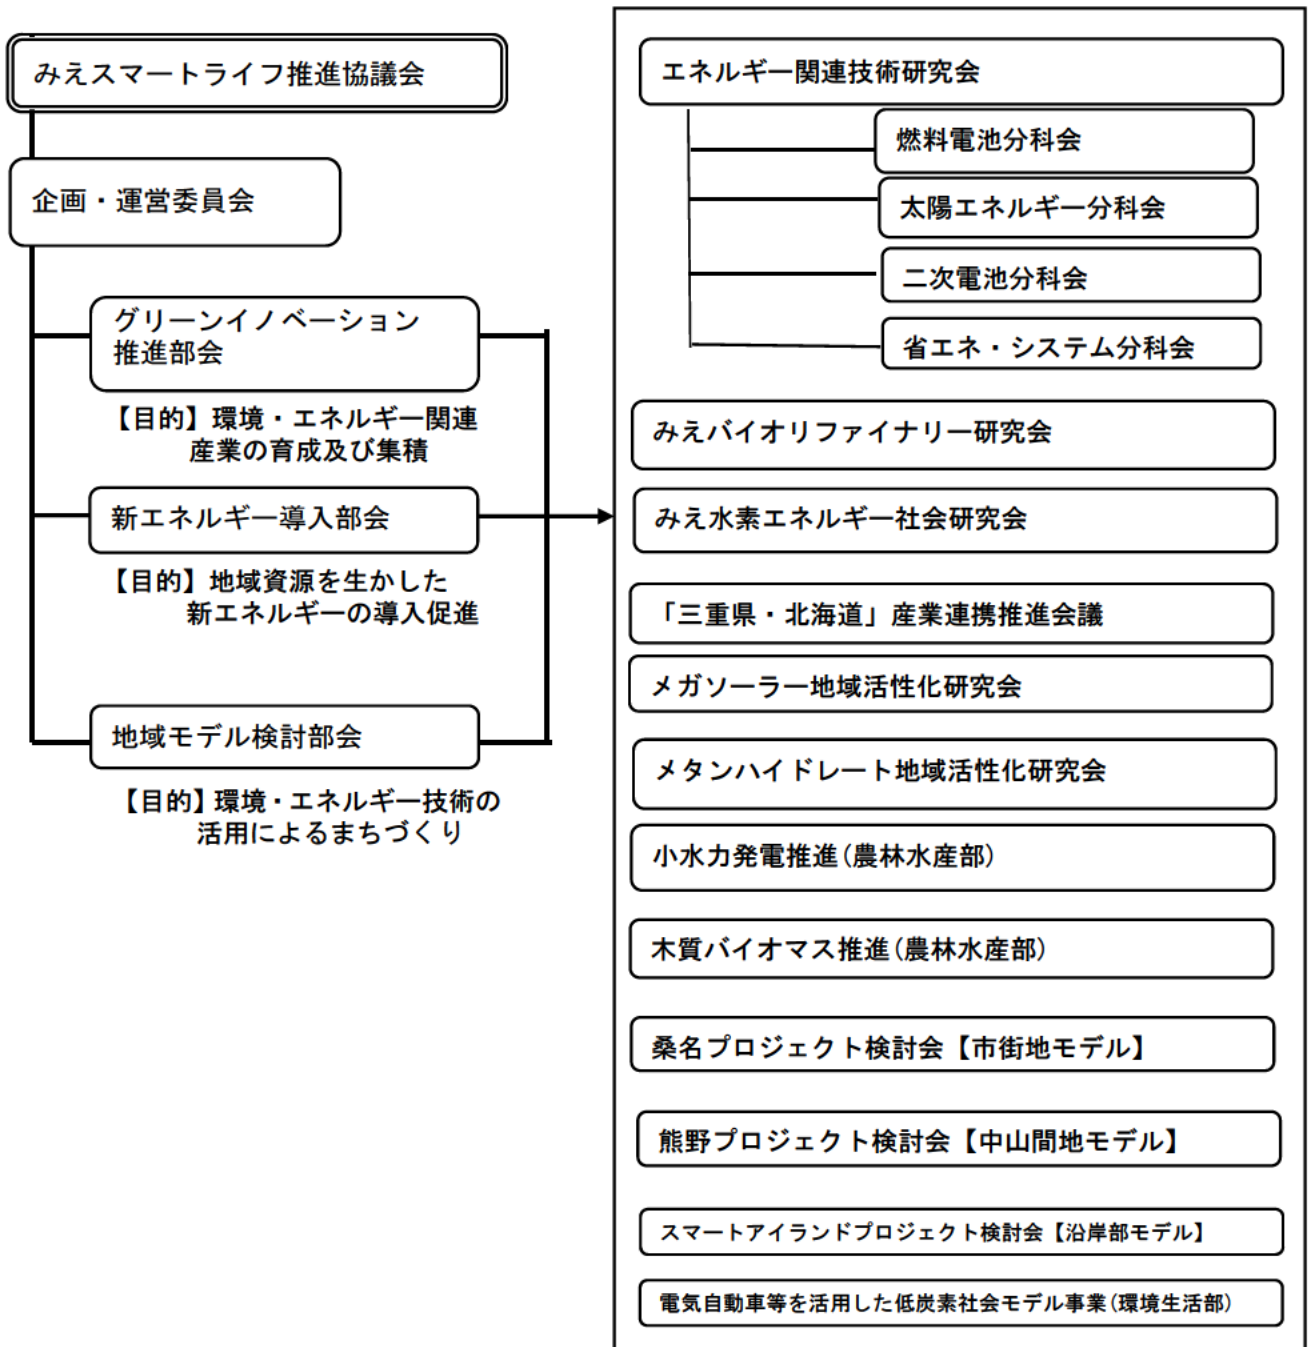 みえスマートライフ推進協議会
企画・運営委員会
グリーンイノベーション
推進部会
【目的】環境・エネルギー関連
産業の育成及び集積
新エネルギー導入部会
【目的】地域資源を生かした
新エネルギーの導入促進
地域モデル検討部会
【目的】環境・エネルギー技術の
活用によるまちづくり
エネルギー関連技術研究会
燃料電池分科会
太陽エネルギー分科会
二次電池分科会
省エネ・システム分科会
みえバイオリファイナリー研究会
みえ水素エネルギー社会研究会
「三重県・北海道」産業連携推進会議
メガソーラー地域活性化研究会
メタンハイドレート地域活性化研究会
小水力発電推進(農林水産部)
木質バイオマス推進(農林水産部)
桑名プロジェクト検討会【市街地モデル】
熊野プロジェクト検討会【中山間地モデル】
スマートアイランドプロジェクト検討会【沿岸部モデル】
電気自動車等を活用した低炭素社会モデル事業(環境生活部)